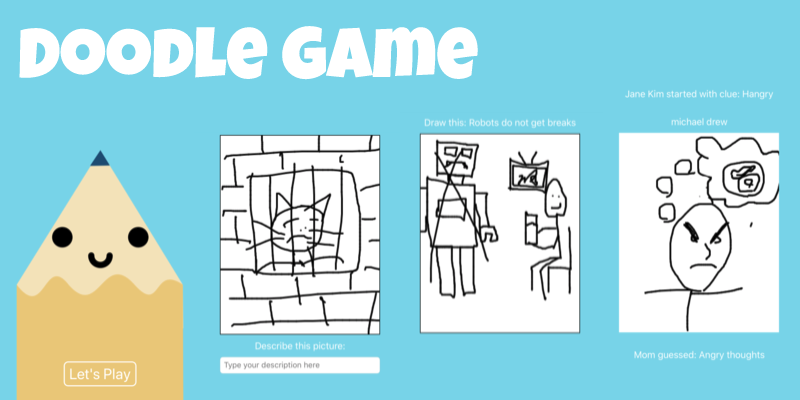 DOODLE GAME
Let's Play
Describe this picture:
Type your description here
Draw this: Robots do not get breaks
Jane Kim started with clue: Hangry
michael drew
Mom guessed: Angry thoughts